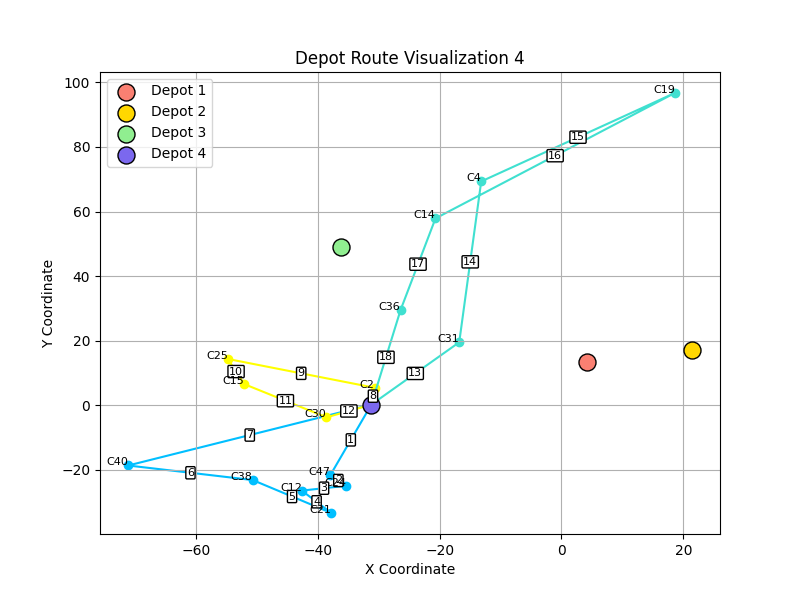 Depot Route Visualization 4
Depot 1
Depot 2
Depot 3
Depot 4
Y Coordinate
100
80
60
40
20
0
−20
−60
−40
−20
0
20
X Coordinate
C19
15
16
C4
C14
17
14
C36
C31
18
13
C25
10
9
C15
C2
8
11
12
C30
7
1
C40
6
C38
C47
2
C12
3
5
4
C21